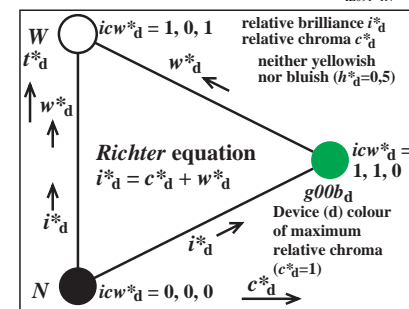 W
icw*d = 1, 0, 1
relative brilliance i*d
relative chroma c*d
neither yellowish
nor bluish (h*d=0,5)
t*d
w*d
w*d
Richter equation
i*d = c*d + w*d
icw*d =
1, 1, 0
g00bd
Device (d) colour
of maximum
relative chroma
(c*d=1)
i*d
i*d
N
icw*d = 0, 0, 0
c*d